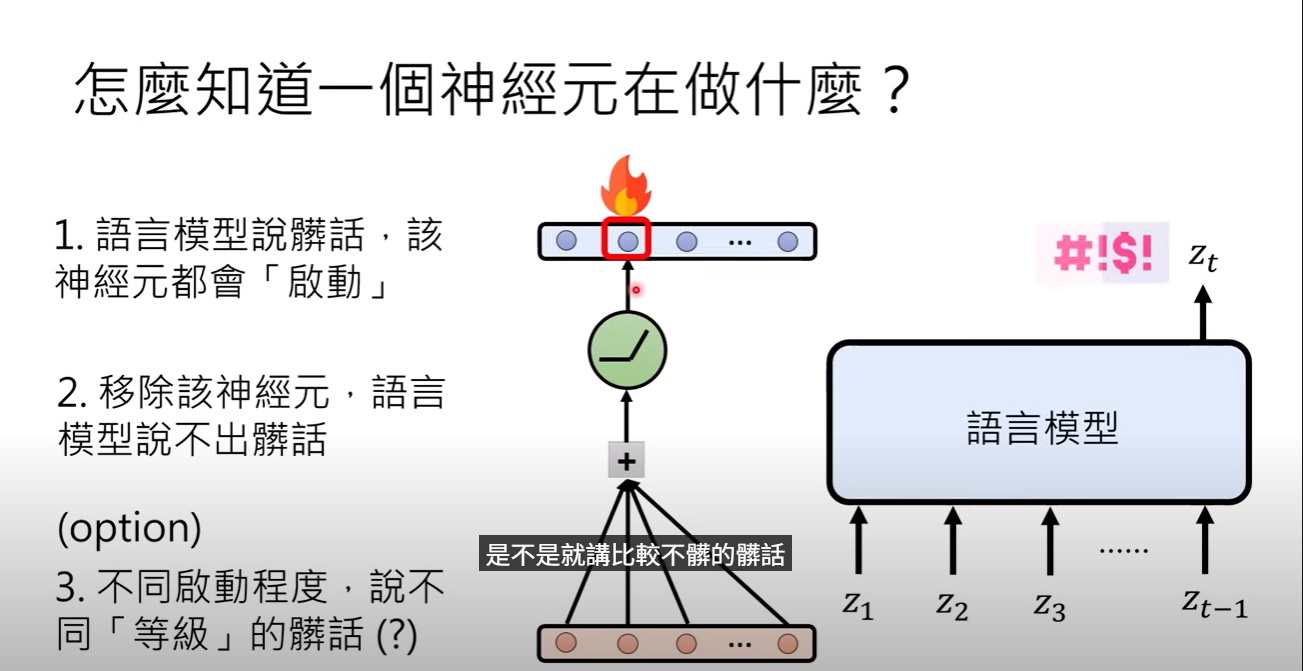 怎麼知道一個神經元在做什麼？
1. 語言模型說髒話，該
神經元都會「啟動」
2. 移除該神經元，語言
模型說不出髒話
(option)
3. 不同啟動程度，說不
同「等級」的髒話 (?)
...
+
是不是就講比較不髒的髒話
...
#!$!
z_t
語言模型
......
z_1 z_2 z_3 z_{t-1}